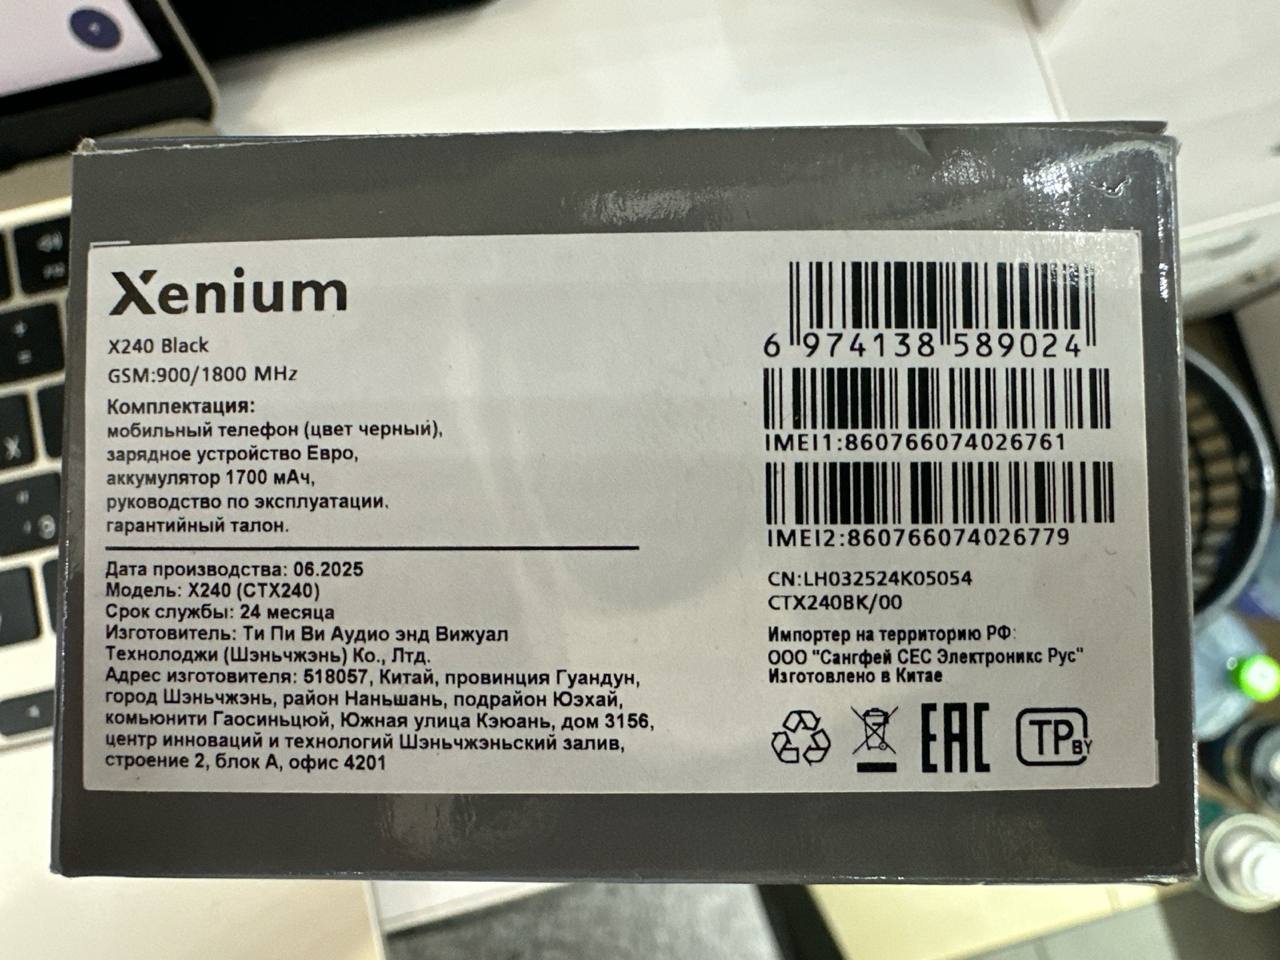 Xenium
X240 Black
GSM:900/1800 MHz
Комплектация:
мобильный телефон (цвет черный),
зарядное устройство Евро,
аккумулятор 1700 мАч,
руководство по эксплуатации.
гарантийный талон.
Дата производства: 06.2025
Модель: X240 (CTX240)
Срок службы: 24 месяца
Изготовитель: Ти Пи Ви Аудио энд Вижуал
Технолоджи (Шэньчжэнь) Ко., Лтд.
Адрес изготовителя: 518057, Китай, провинция Гуандун,
город Шэньчжэнь, район Наньшань, подрайон Юэхай,
комьюнити Гаосиньцюй, Южная улица Кэюань, дом 3156,
центр инноваций и технологий Шэньчжэньский залив,
строение 2, блок А, офис 4201
6 974138 589024
IMEI1:860766074026761
IMEI2:860766074026779
CN:LH032524K05054
CTX240BK/00
Импортер на территорию РФ:
ООО "Сангфей СЕС Электроникс Рус"
Изготовлено в Китае
EAC
TP BY